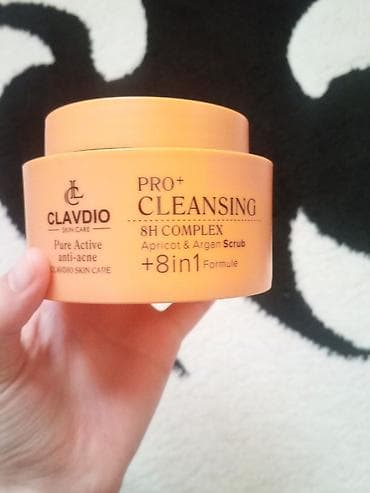 CL
CLAVDIO
SKIN CARE
Pure Active
anti-acne
CLAVDIO SKIN CARE
PRO+
CLEANSING
8H COMPLEX
Apricot & Argan Scrub
+8in1 Formule